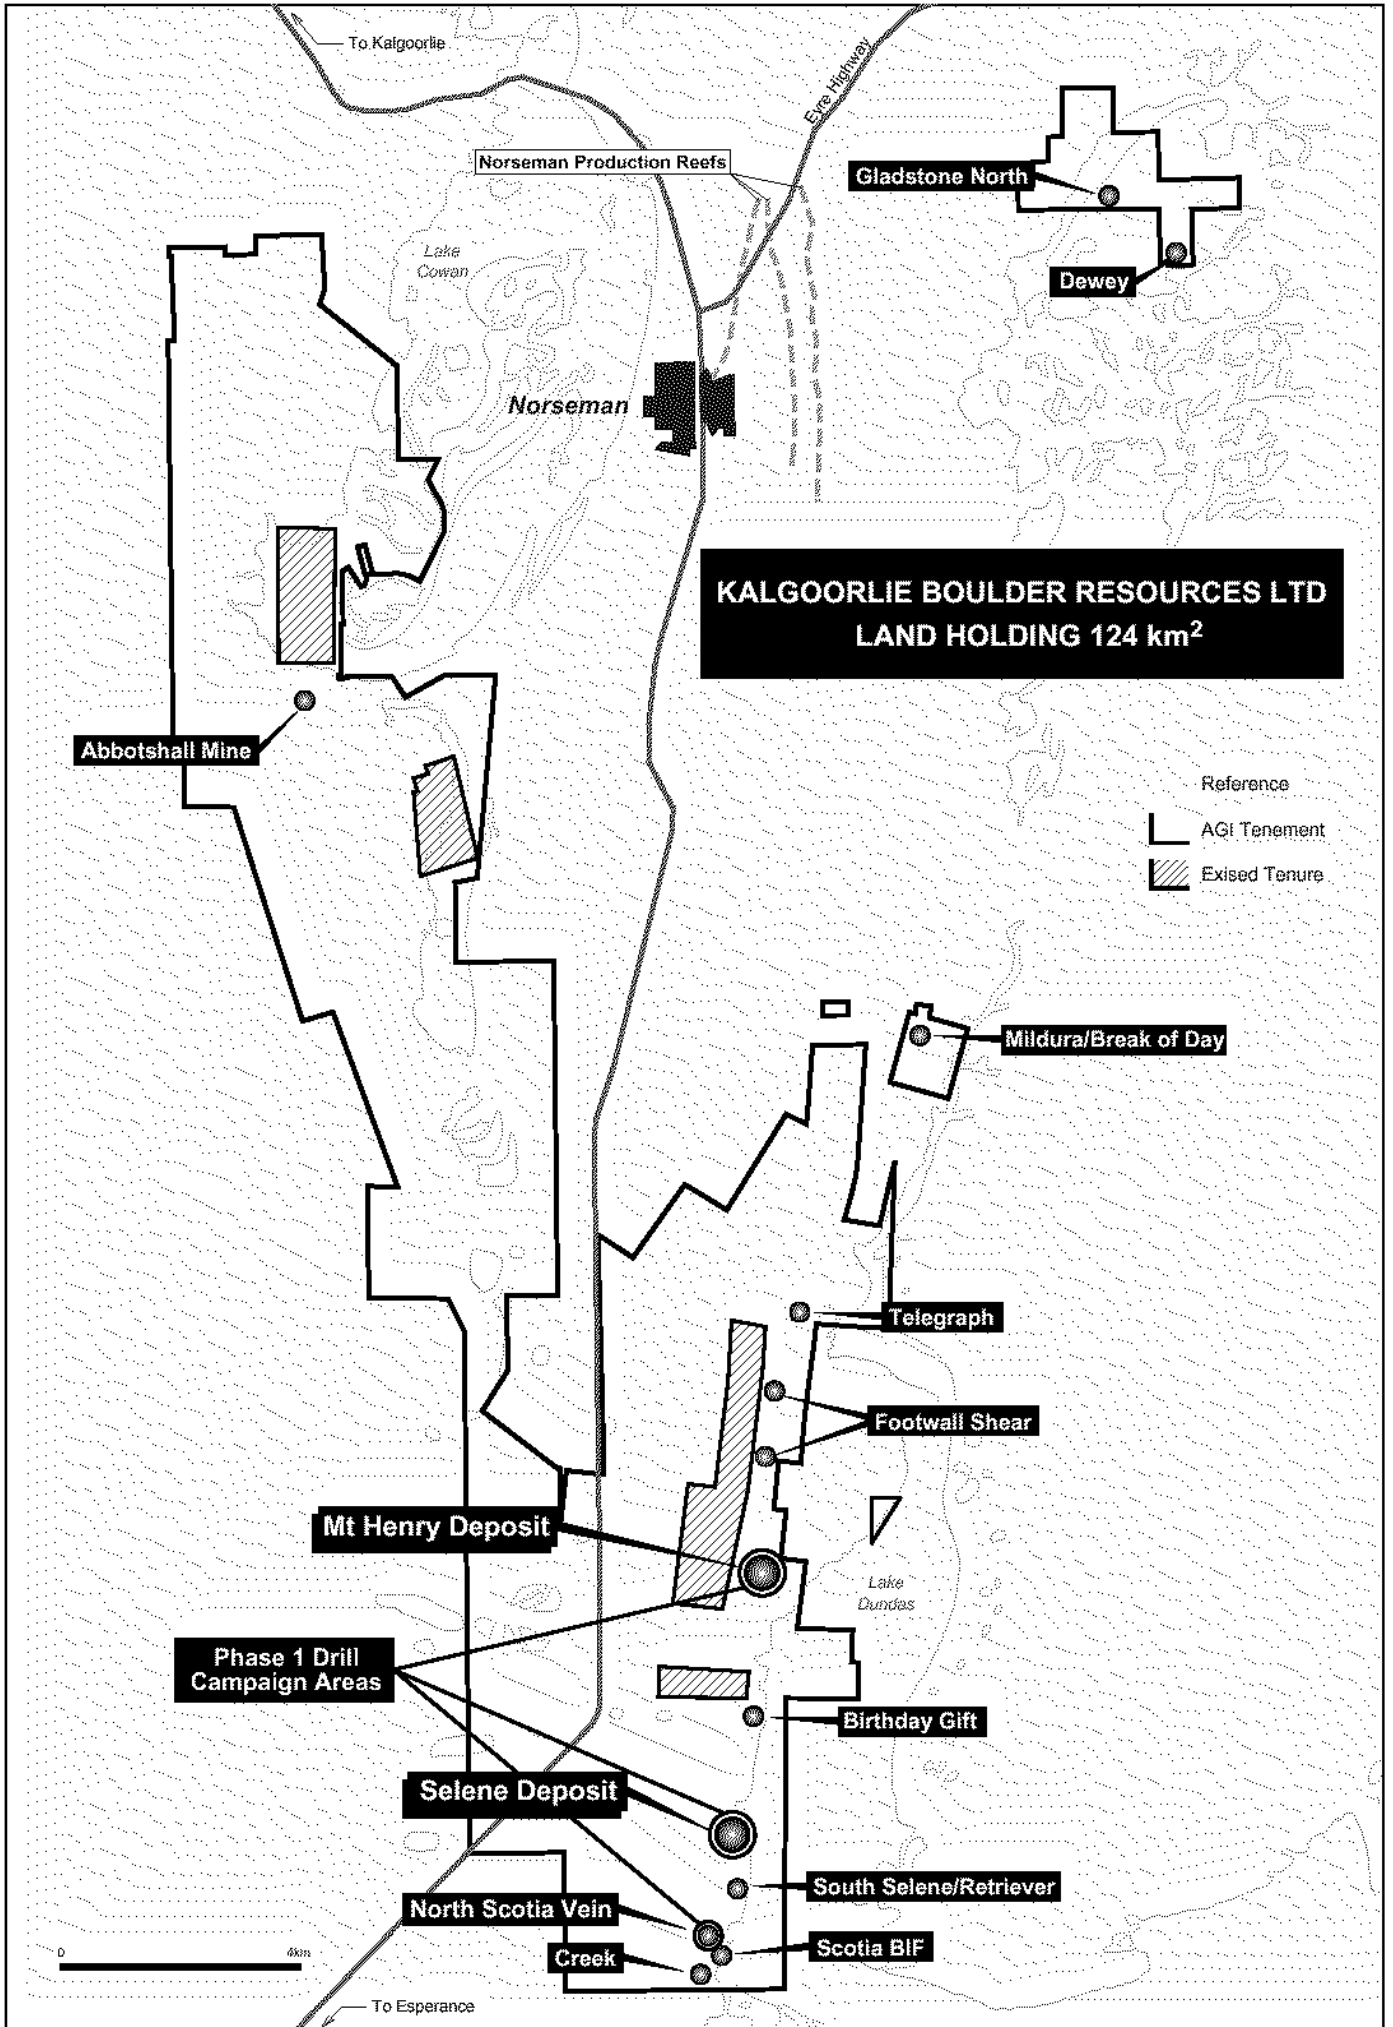 To Kalgoorlie
Eyre Highway
Norseman Production Reefs
Gladstone North
Lake
Cowan
Dewey
Norseman
KALGOORLIE BOULDER RESOURCES LTD
LAND HOLDING 124 km²
Abbotshall Mine
Reference
AGI Tenement
Exised Tenure
Mildura/Break of Day
Telegraph
Footwall Shear
Mt Henry Deposit
Lake
Dundas
Phase 1 Drill
Campaign Areas
Birthday Gift
Selene Deposit
South Selene/Retriever
North Scotia Vein
Scotia BIF
Creek
0 4km
To Esperance